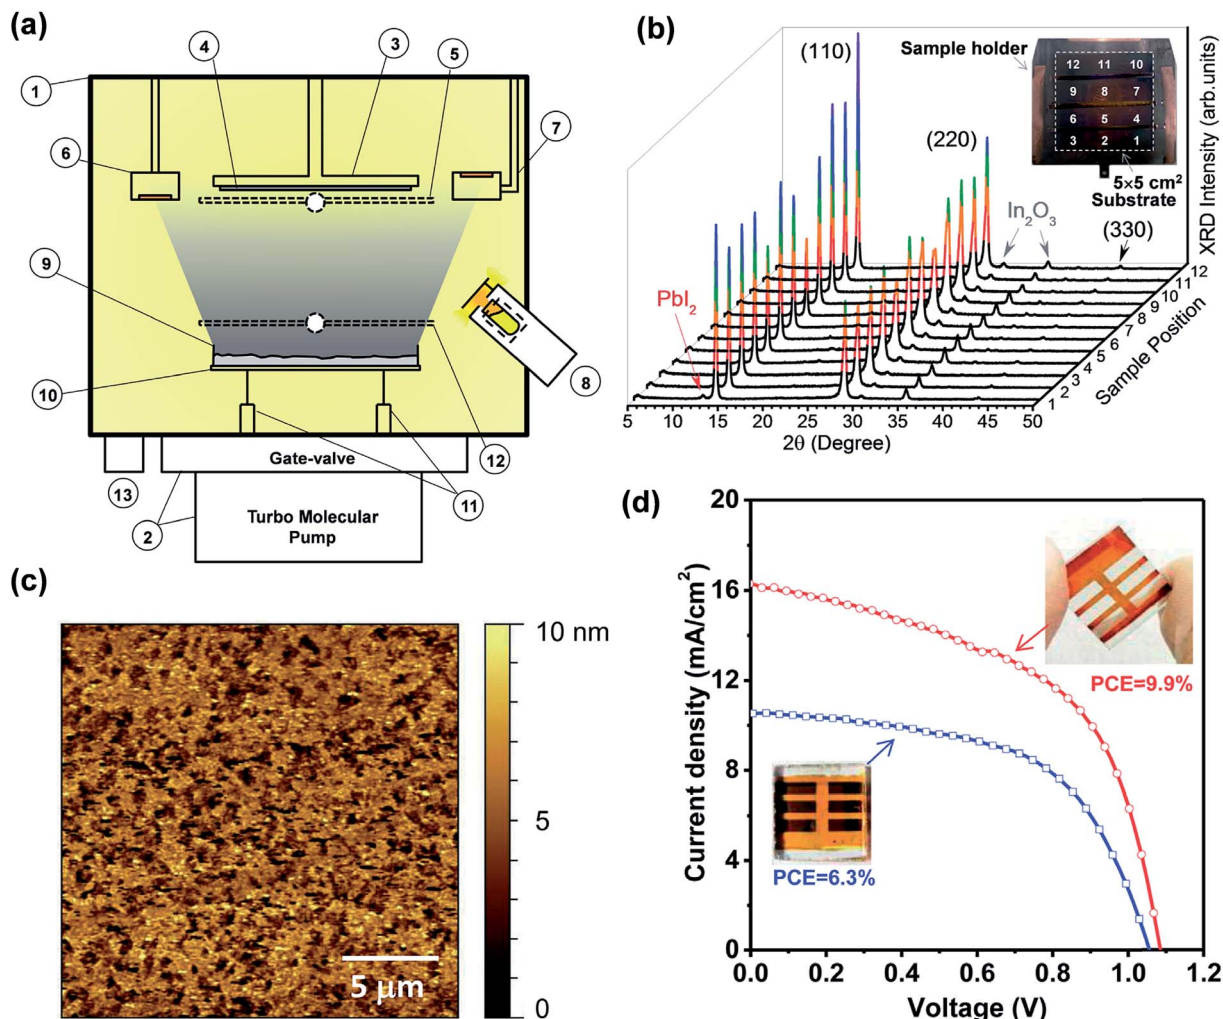 (a)
4
3
5
1
6
7
9
8
10
12
Gate-valve
13
11
2
Turbo Molecular
Pump
(b)
(110)
Sample holder
12 11 10
9 8 7
6 5 4
3 2 1
5×5 cm²
Substrate
(220)
In₂O₃
(330)
PbI₂
XRD Intensity (arb.units)
1 2 3 4 5 6 7 8 9 10 11 12
Sample Position
5 10 15 20 25 30 35 40 45 50
2θ (Degree)
(c)
10 nm
5
0
5 μm
(d)
20
16
12
8
4
0
Current density (mA/cm²)
PCE=9.9%
PCE=6.3%
0.0 0.2 0.4 0.6 0.8 1.0 1.2
Voltage (V)